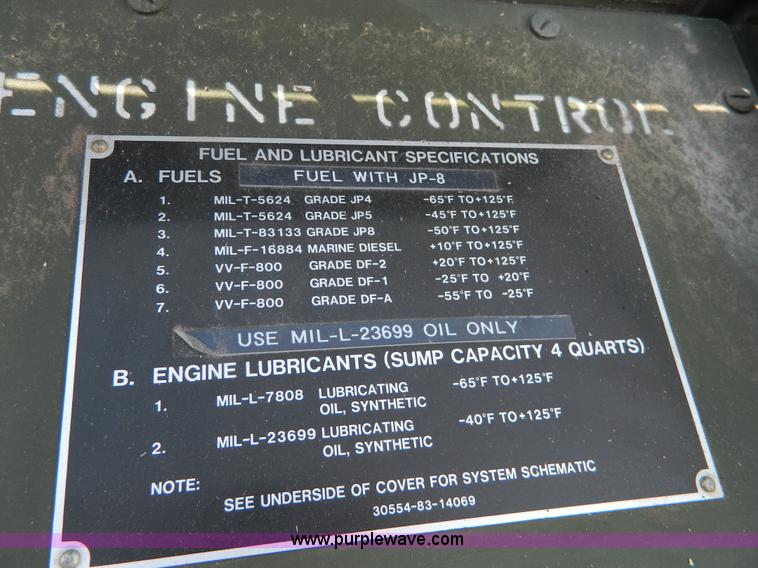 ENGINE CONTROL
FUEL AND LUBRICANT SPECIFICATIONS
A. FUELS FUEL WITH JP-8
1. MIL-T-5624 GRADE JP4 -65°F TO+125°F
2. MIL-T-5624 GRADE JP5 -45°F TO+125°F
3. MIL-T-83133 GRADE JP8 -50°F TO+125°F
4. MIL-F-16884 MARINE DIESEL +10°F TO+125°F
5. VV-F-800 GRADE DF-2 +20°F TO+125°F
6. VV-F-800 GRADE DF-1 -25°F TO +20°F
7. VV-F-800 GRADE DF-A -55°F TO -25°F
USE MIL-L-23699 OIL ONLY
B. ENGINE LUBRICANTS (SUMP CAPACITY 4 QUARTS)
1. MIL-L-7808 LUBRICATING -65°F TO+125°F
OIL, SYNTHETIC
2. MIL-L-23699 LUBRICATING -40°F TO+125°F
OIL, SYNTHETIC
NOTE:
SEE UNDERSIDE OF COVER FOR SYSTEM SCHEMATIC
30554-83-14069
www.purplewave.com